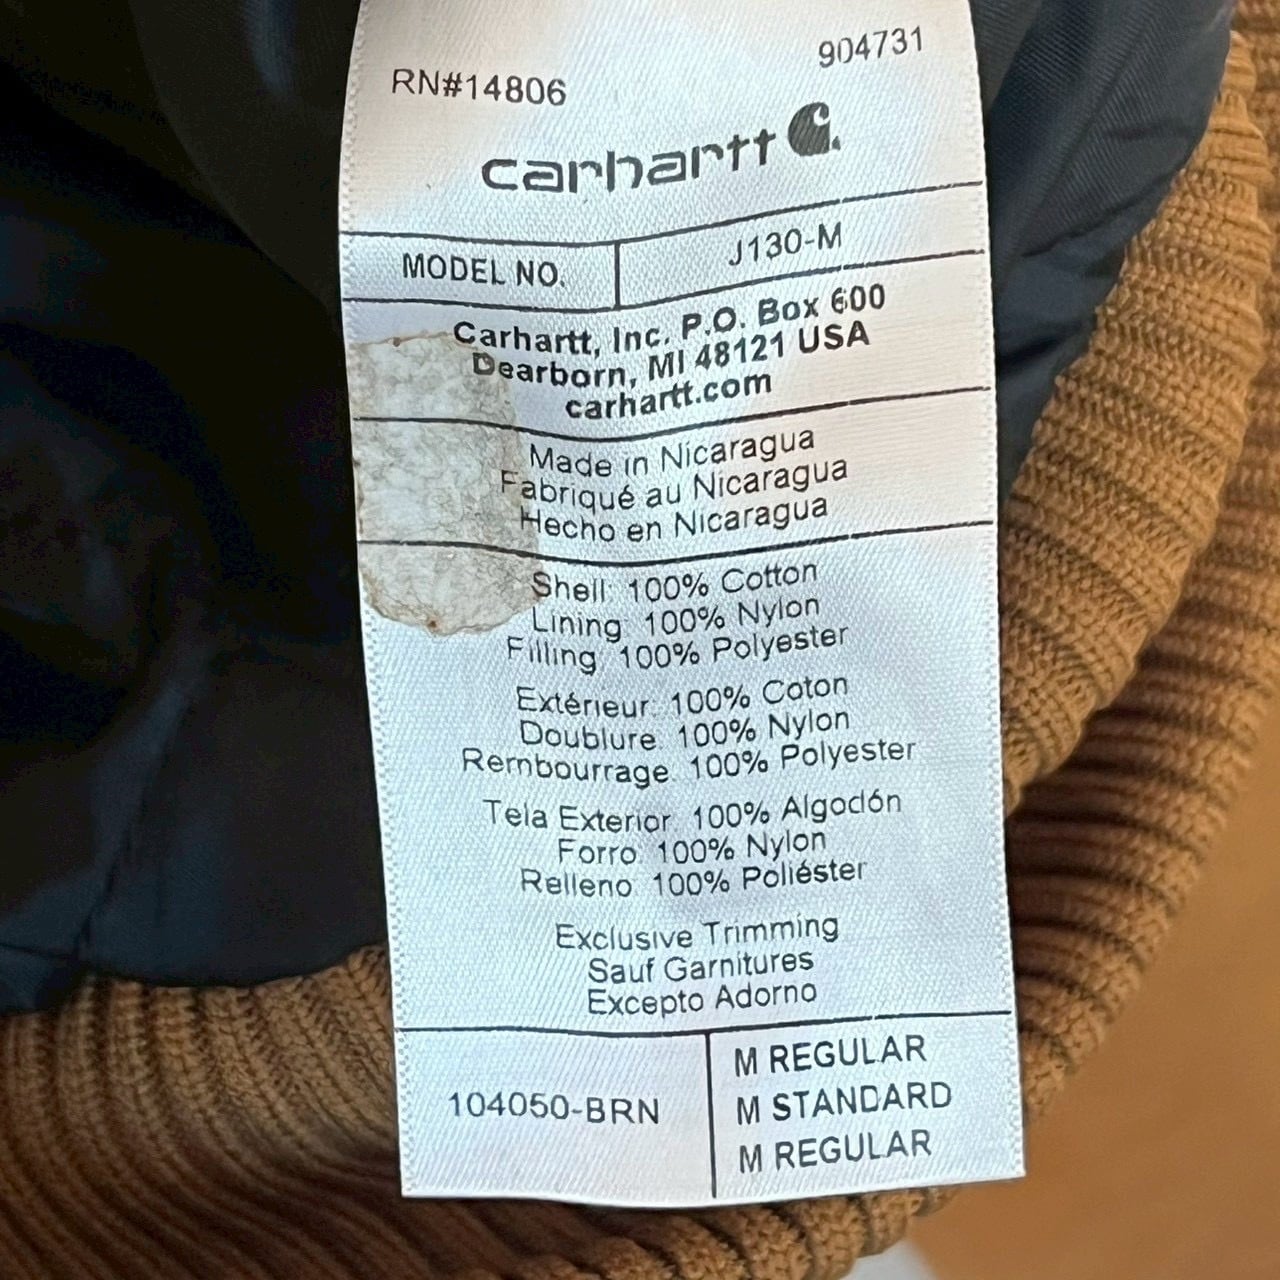 RN#14806
904731
carhartt
MODEL NO.
J130-M
Carhartt, Inc. P.O. Box 600
Dearborn, MI 48121 USA
carhartt.com
Made in Nicaragua
Fabriqué au Nicaragua
Hecho en Nicaragua
Shell: 100% Cotton
Lining: 100% Nylon
Filling: 100% Polyester
Extérieur: 100% Coton
Doublure: 100% Nylon
Rembourrage: 100% Polyester
Tela Exterior: 100% Algodón
Forro: 100% Nylon
Relleno: 100% Poliéster
Exclusive Trimming
Sauf Garnitures
Excepto Adorno
104050-BRN
M REGULAR
M STANDARD
M REGULAR